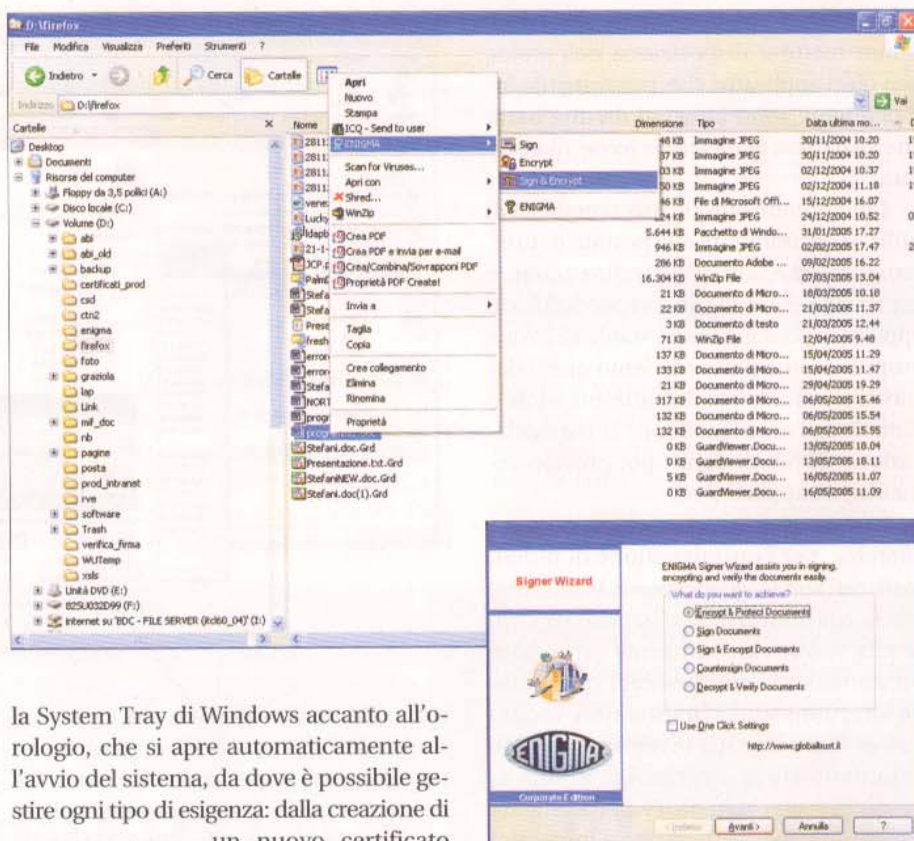 D:\firefox
File Modifica Visualizza Preferiti Strumenti ?
Indietro Cerca Cartelle
Indirizzo D:\firefox Vai
Cartelle
Desktop
Documenti
Risorse del computer
Floppy da 3,5 pollici (A:)
Disco locale (C:)
Volume (D:)
abi
abi_old
backup
certificati_prod
csd
ctn2
enigma
firefox
foto
graziola
lap
Link
mif_doc
nb
pagine
posta
prod_intranet
rve
software
Trash
verifica_firma
WUTemp
xsls
Unità DVD (E:)
825U032D99 (F:)
internet su 'BDC - FILE SERVER (itcl60_04)' (I:)
Nome
Stefani.doc.Grd
Presentazione.txt.Grd
StefaniNEW.doc.Grd
Stefani.doc(1).Grd
Apri
Nuovo
Stampa
ICQ - Send to user
ENIGMA
Scan for Viruses...
Apri con
Shred...
WinZip
Crea PDF
Crea PDF e invia per e-mail
Crea/Combina/Sovrapponi PDF
Proprietà PDF Create!
Invia a
Taglia
Copia
Crea collegamento
Elimina
Rinomina
Proprietà
Sign
Encrypt
Sign & Encrypt
ENIGMA
Dimensione Tipo Data ultima mo...
48 KB Immagine JPEG 30/11/2004 10.20
37 KB Immagine JPEG 30/11/2004 10.20
03 KB Immagine JPEG 02/12/2004 10.37
50 KB Immagine JPEG 02/12/2004 11.18
46 KB File di Microsoft Offi... 15/12/2004 16.07
24 KB Immagine JPEG 24/12/2004 10.52
5.644 KB Pacchetto di Windo... 31/01/2005 17.27
946 KB Immagine JPEG 02/02/2005 17.47
286 KB Documento Adobe ... 09/02/2005 16.22
16.304 KB WinZip File 07/03/2005 13.04
21 KB Documento di Micro... 18/03/2005 10.18
22 KB Documento di Micro... 21/03/2005 11.37
3 KB Documento di testo 21/03/2005 12.44
71 KB WinZip File 12/04/2005 9.48
137 KB Documento di Micro... 15/04/2005 11.29
133 KB Documento di Micro... 15/04/2005 11.47
21 KB Documento di Micro... 29/04/2005 19.29
317 KB Documento di Micro... 06/05/2005 15.46
132 KB Documento di Micro... 06/05/2005 15.54
132 KB Documento di Micro... 06/05/2005 15.55
0 KB GuardViewer.Docu... 13/05/2005 18.04
0 KB GuardViewer.Docu... 13/05/2005 18.11
5 KB GuardViewer.Docu... 16/05/2005 11.07
0 KB GuardViewer.Docu... 16/05/2005 11.09
Signer Wizard
ENIGMA
Corporate Edition
ENIGMA Signer Wizard assists you in signing,
encrypting and verify the documents easily.
What do you want to achieve?
Encrypt & Protect Documents
Sign Documents
Sign & Encrypt Documents
Countersign Documents
Decrypt & Verify Documents
Use One Click Settings
http://www.globaltrust.it
< Indietro Avanti > Annulla ?
la System Tray di Windows accanto all'o-
rologio, che si apre automaticamente al-
l'avvio del sistema, da dove è possibile ge-
stire ogni tipo di esigenza: dalla creazione di
un nuovo certificato